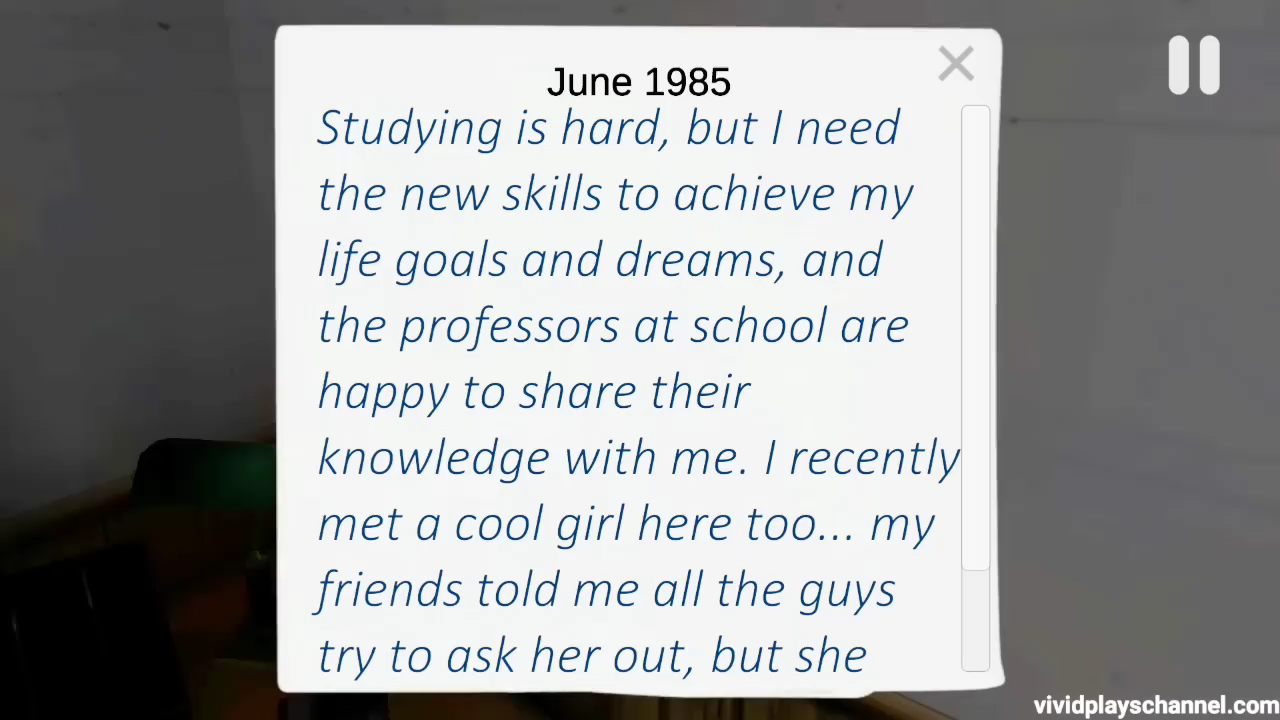 June 1985
Studying is hard, but I need
the new skills to achieve my
life goals and dreams, and
the professors at school are
happy to share their
knowledge with me. I recently
met a cool girl here too... my
friends told me all the guys
try to ask her out, but she
vividplayschannel.com